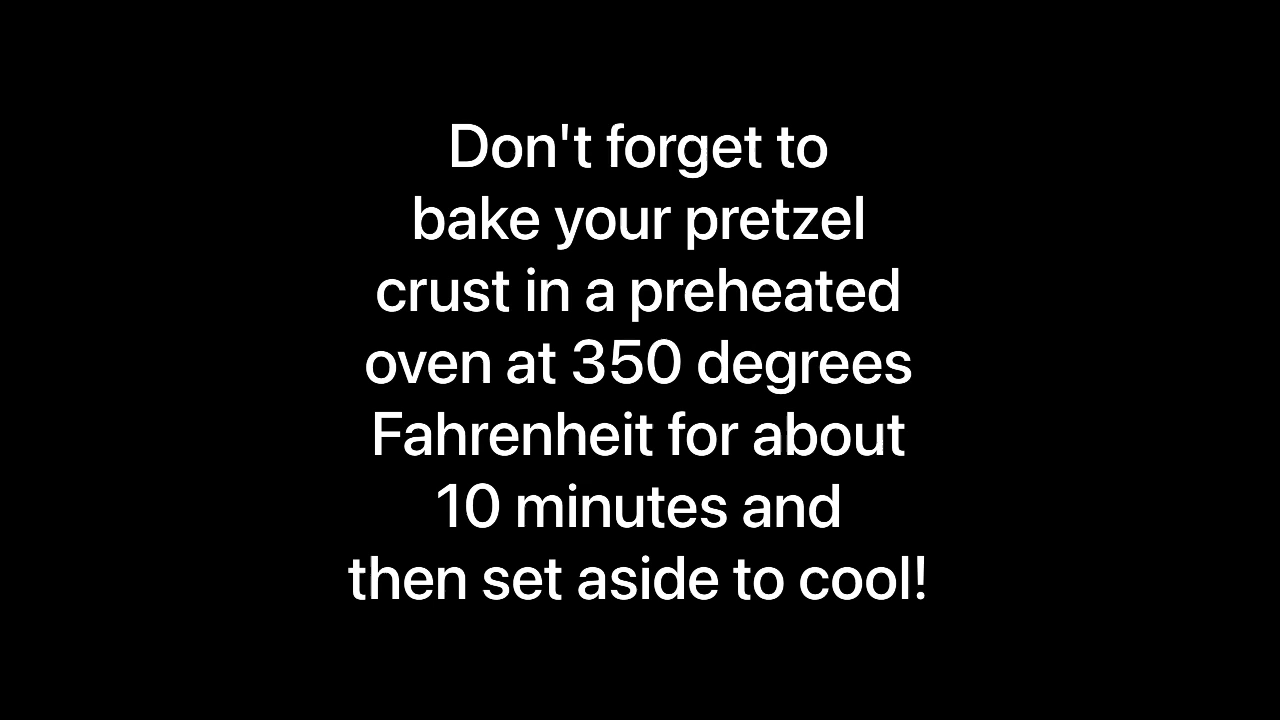 Don't forget to
bake your pretzel
crust in a preheated
oven at 350 degrees
Fahrenheit for about
10 minutes and
then set aside to cool!